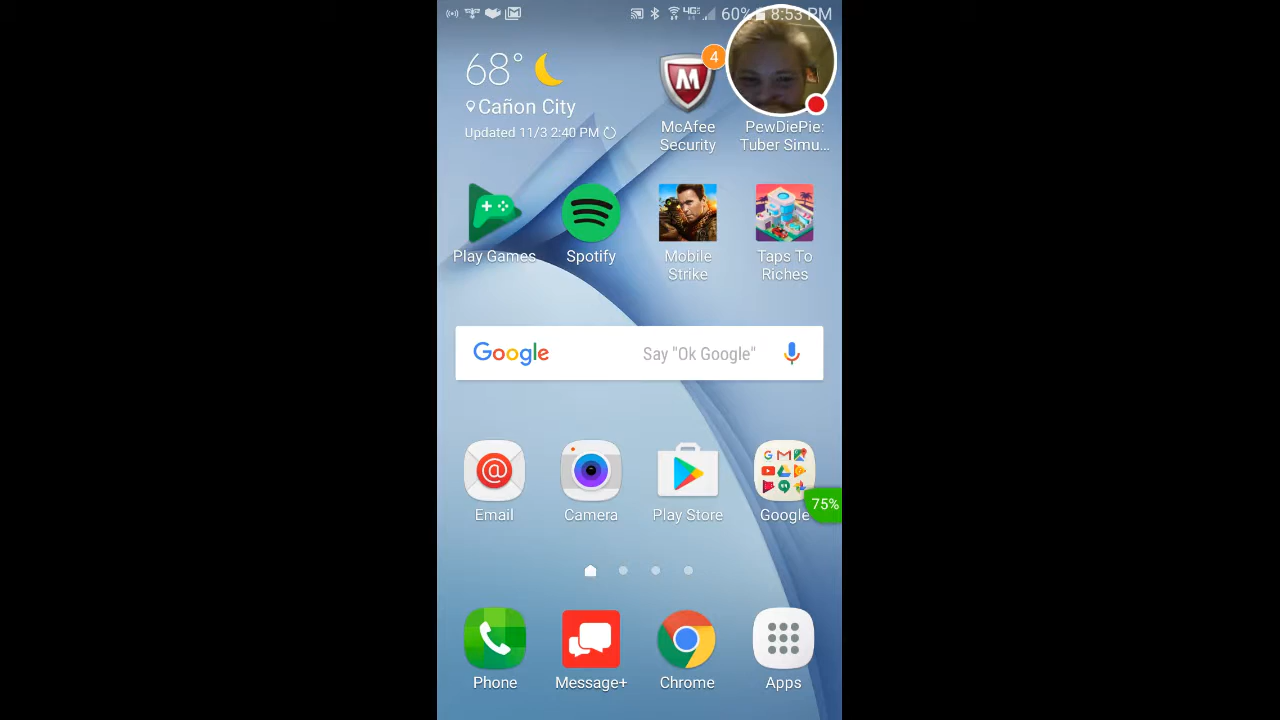 4G 60% 8:53 PM
68°
Cañon City
Updated 11/3 2:40 PM
4
McAfee
Security
PewDiePie:
Tuber Simu...
Play Games
Spotify
Mobile
Strike
Taps To
Riches
Google
Say "Ok Google"
Email
Camera
Play Store
Google
75%
Phone
Message+
Chrome
Apps